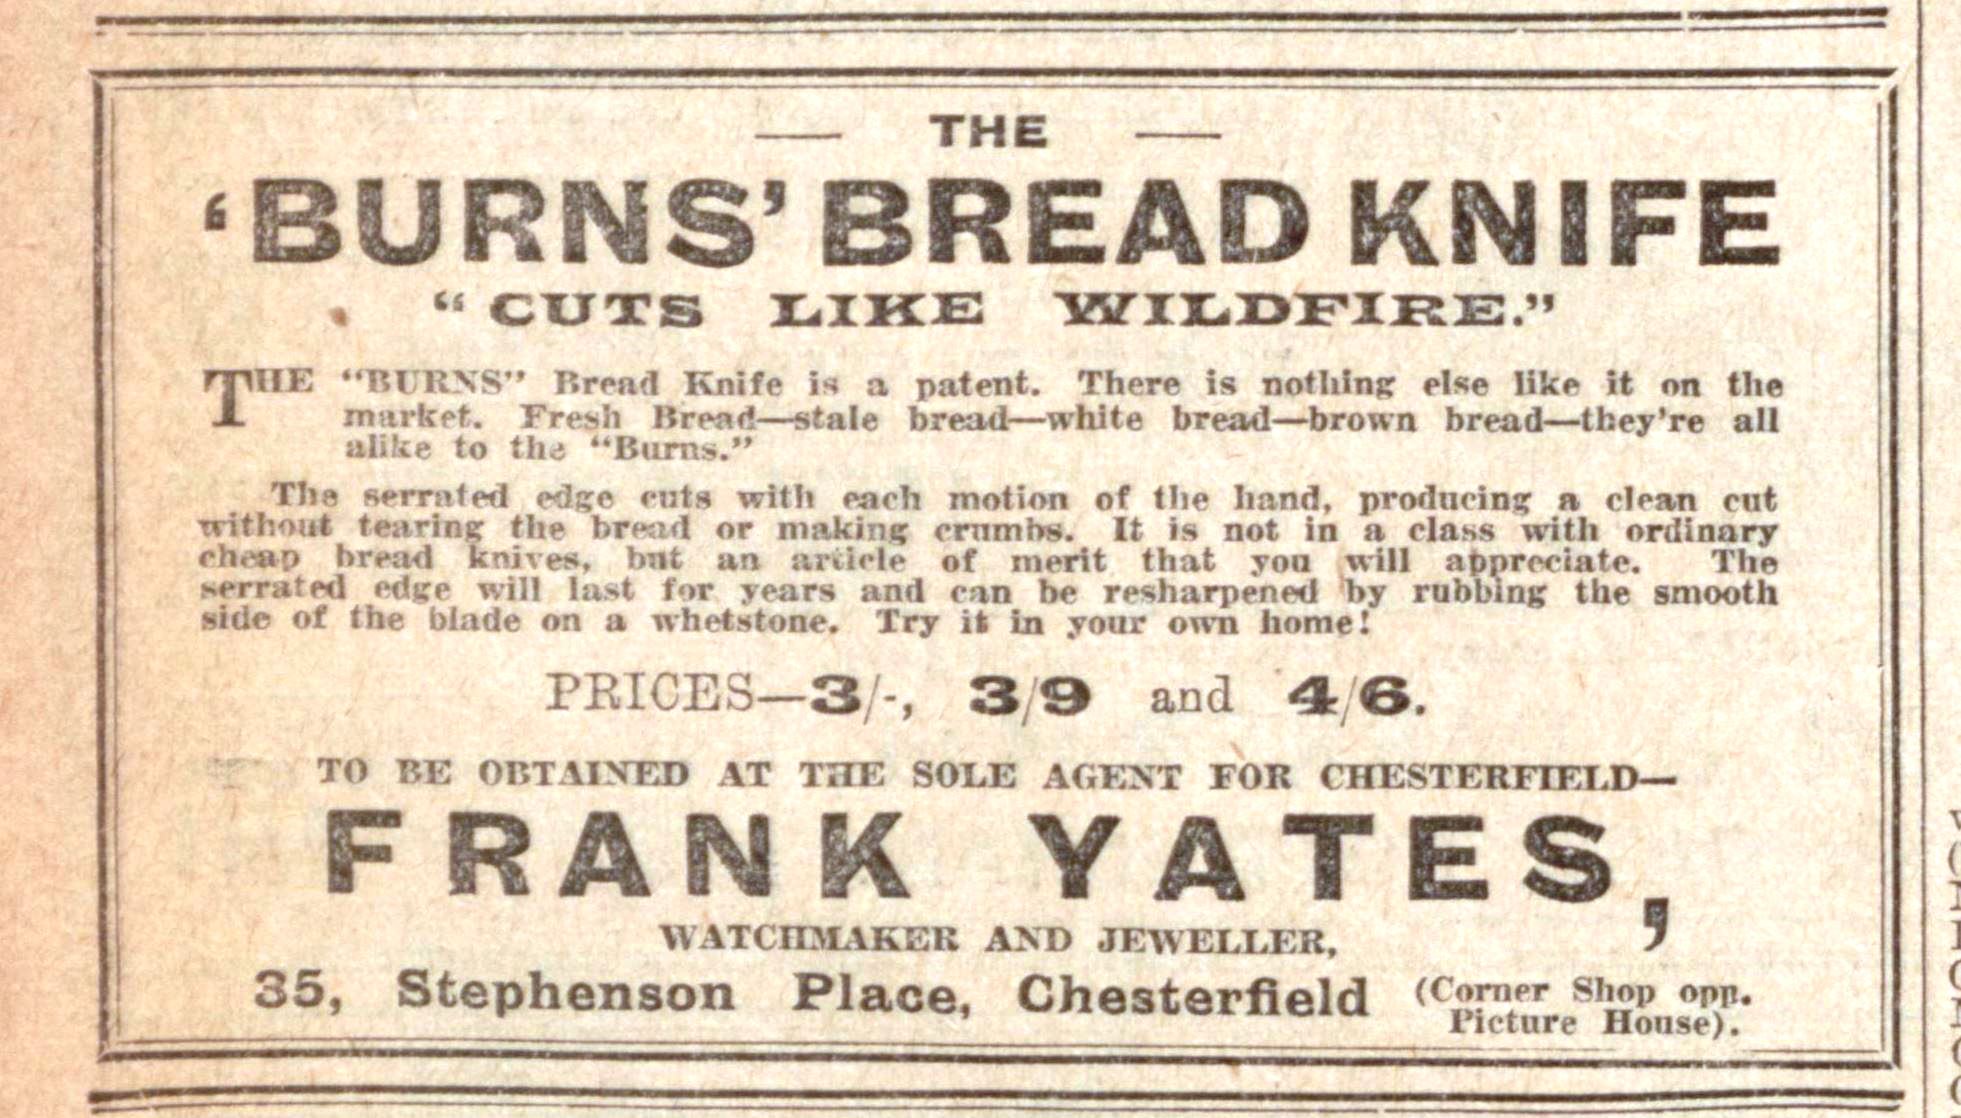 — THE —
‘BURNS’ BREAD KNIFE
“CUTS LIKE WILDFIRE.”
THE “BURNS” Bread Knife is a patent. There is nothing else like it on the
market. Fresh Bread—stale bread—white bread—brown bread—they're all
alike to the “Burns.”
The serrated edge cuts with each motion of the hand, producing a clean cut
without tearing the bread or making crumbs. It is not in a class with ordinary
cheap bread knives, but an article of merit that you will appreciate. The
serrated edge will last for years and can be resharpened by rubbing the smooth
side of the blade on a whetstone. Try it in your own home!
PRICES—3/-, 3/9 and 4/6.
TO BE OBTAINED AT THE SOLE AGENT FOR CHESTERFIELD—
FRANK YATES,
WATCHMAKER AND JEWELLER,
35, Stephenson Place, Chesterfield (Corner Shop opp.
Picture House).